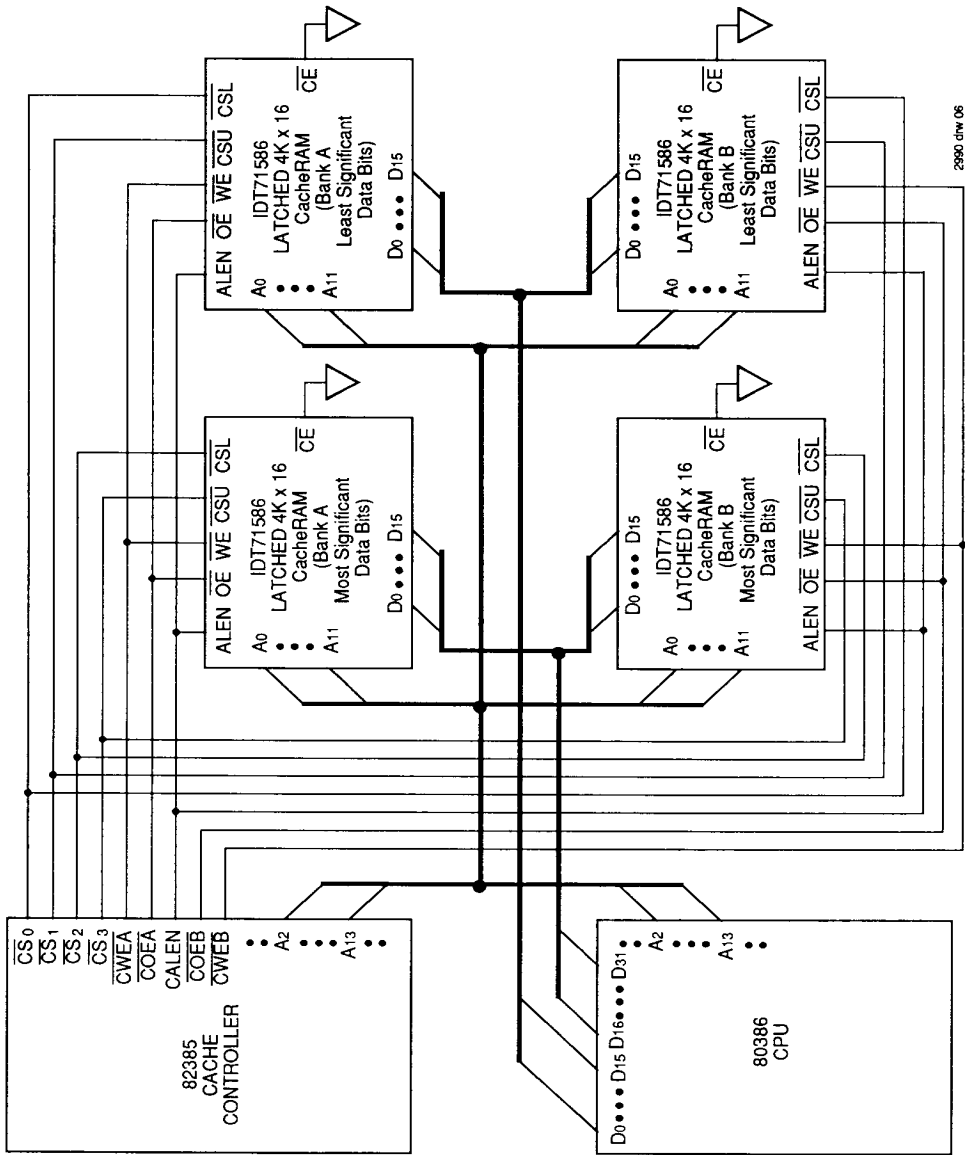 82385
CACHE
CONTROLLER
CS0
CS1
CS2
CS3
CWEA
COEA
CALEN
COEB
CWEB
•• A2 •••• A13 ••
80386
CPU
D0 •••• D15 D16 •••• D31
•• A2 •••• A13 ••
ALEN OE WE CSU CSL
A0 •••• A11
IDT71586
LATCHED 4K x 16
CacheRAM
(Bank A
Most Significant
Data Bits)
CE
D0 •••• D15
ALEN OE WE CSU CSL
A0 •••• A11
IDT71586
LATCHED 4K x 16
CacheRAM
(Bank A
Least Significant
Data Bits)
CE
D0 ••• D15
A0 •••• A11
IDT71586
LATCHED 4K x 16
CacheRAM
(Bank B
Most Significant
Data Bits)
CE
D0 •••• D15
ALEN OE WE CSU CSL
A0 •••• A11
IDT71586
LATCHED 4K x 16
CacheRAM
(Bank B
Least Significant
Data Bits)
CE
D0 ••• D15
ALEN OE WE CSU CSL
2990 drw 06